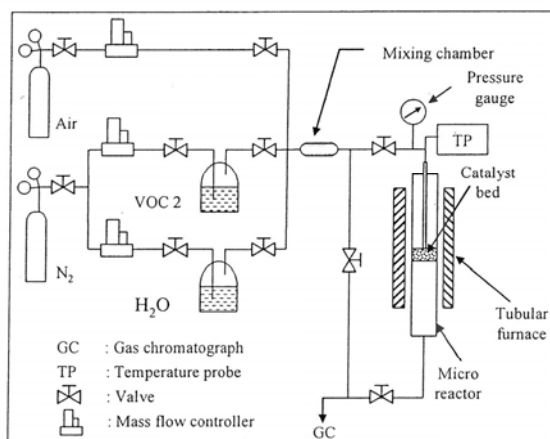 Mixing chamber
Pressure
gauge
Air
TP
Catalyst
bed
VOC 2
N₂
H₂O
Tubular
furnace
GC : Gas chromatograph
TP : Temperature probe
: Valve
: Mass flow controller
Micro
reactor
GC